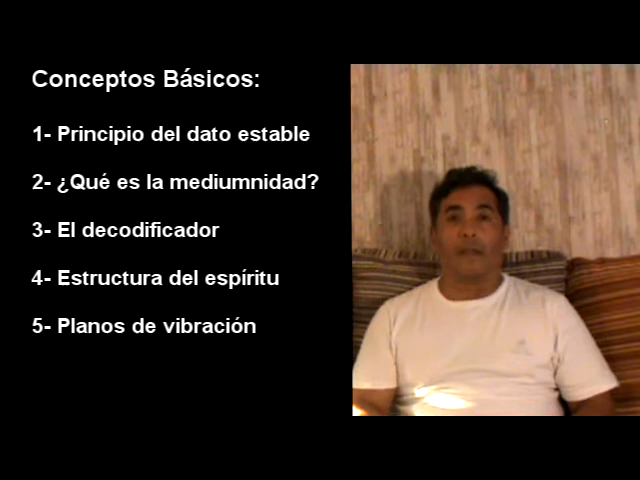 Conceptos Básicos:
1- Principio del dato estable
2- ¿Qué es la mediumnidad?
3- El decodificador
4- Estructura del espíritu
5- Planos de vibración